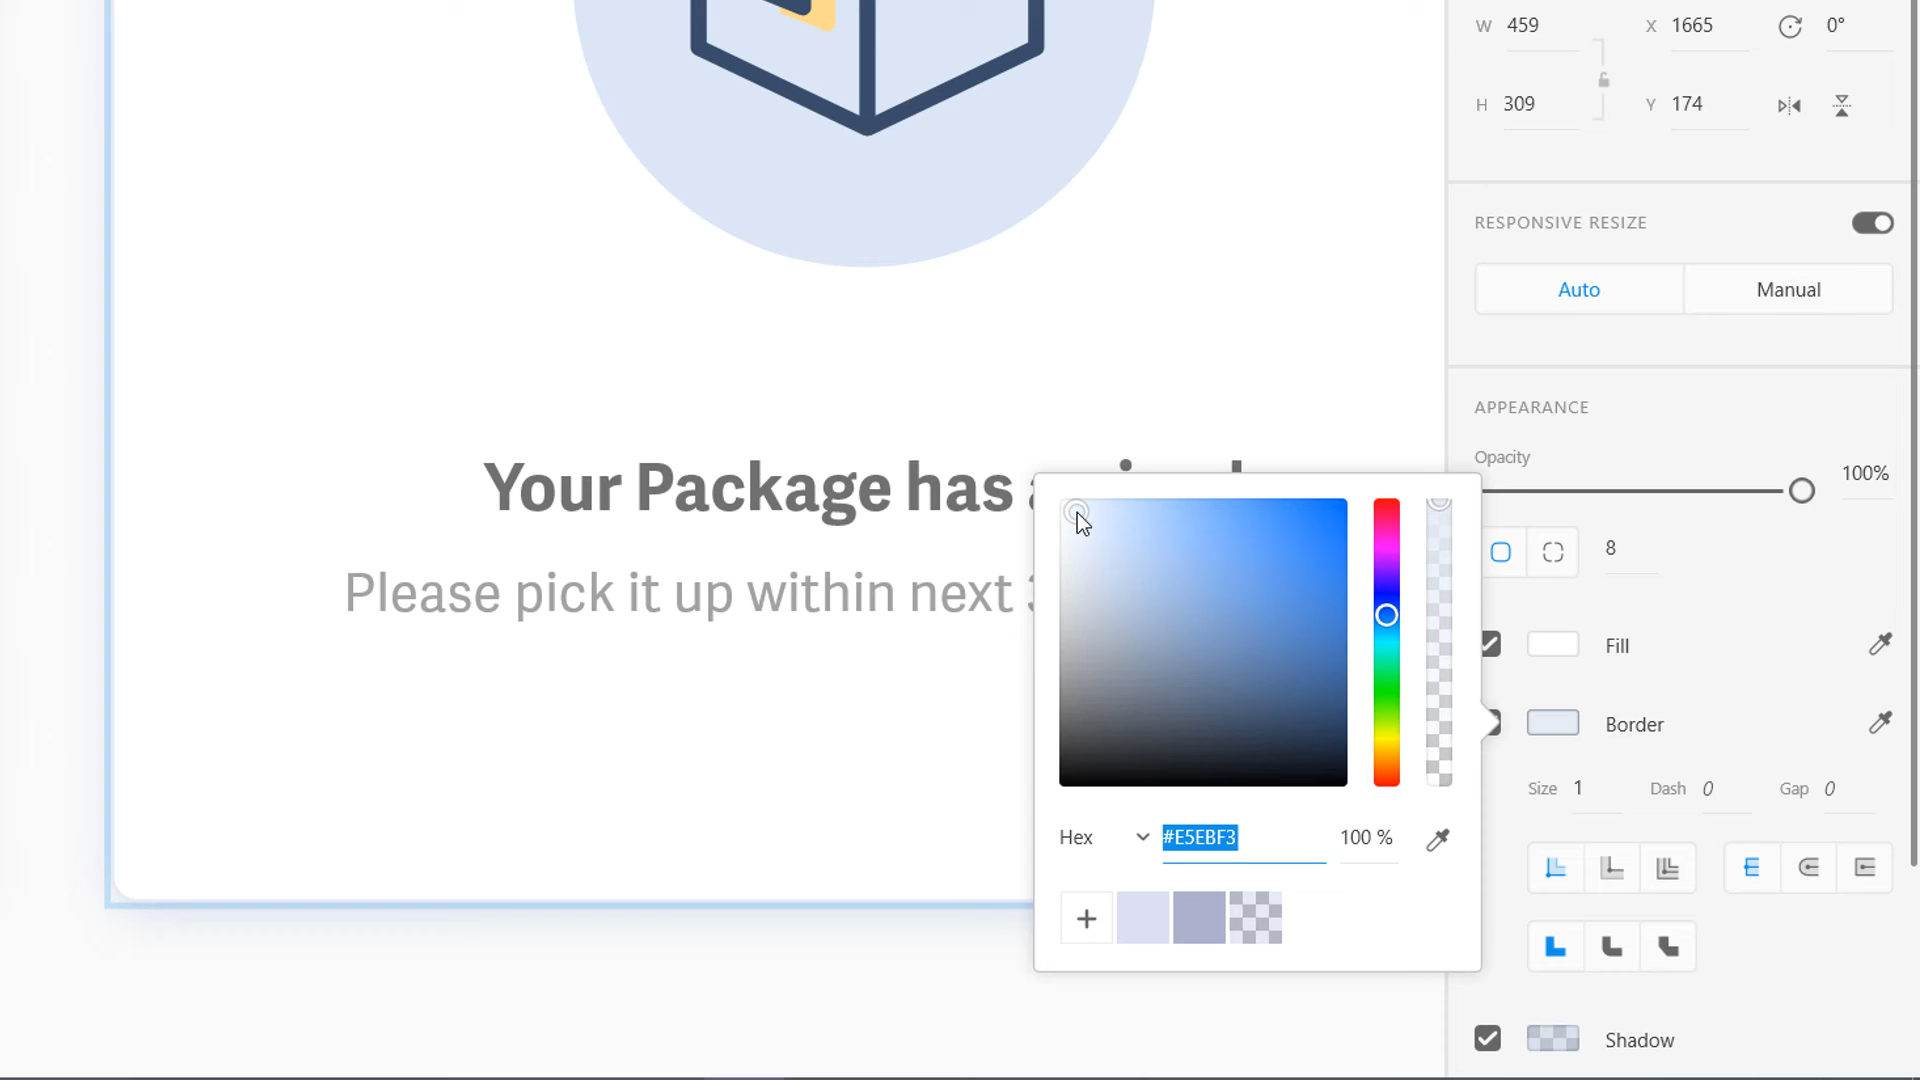 W 459 X 1665 0°
H 309 Y 174
RESPONSIVE RESIZE
Auto Manual
APPEARANCE
Opacity
100%
8
Your Package has
Please pick it up within next
Fill
Border
Size 1 Dash 0 Gap 0
Hex #E5EBF3 100 %
+
Shadow